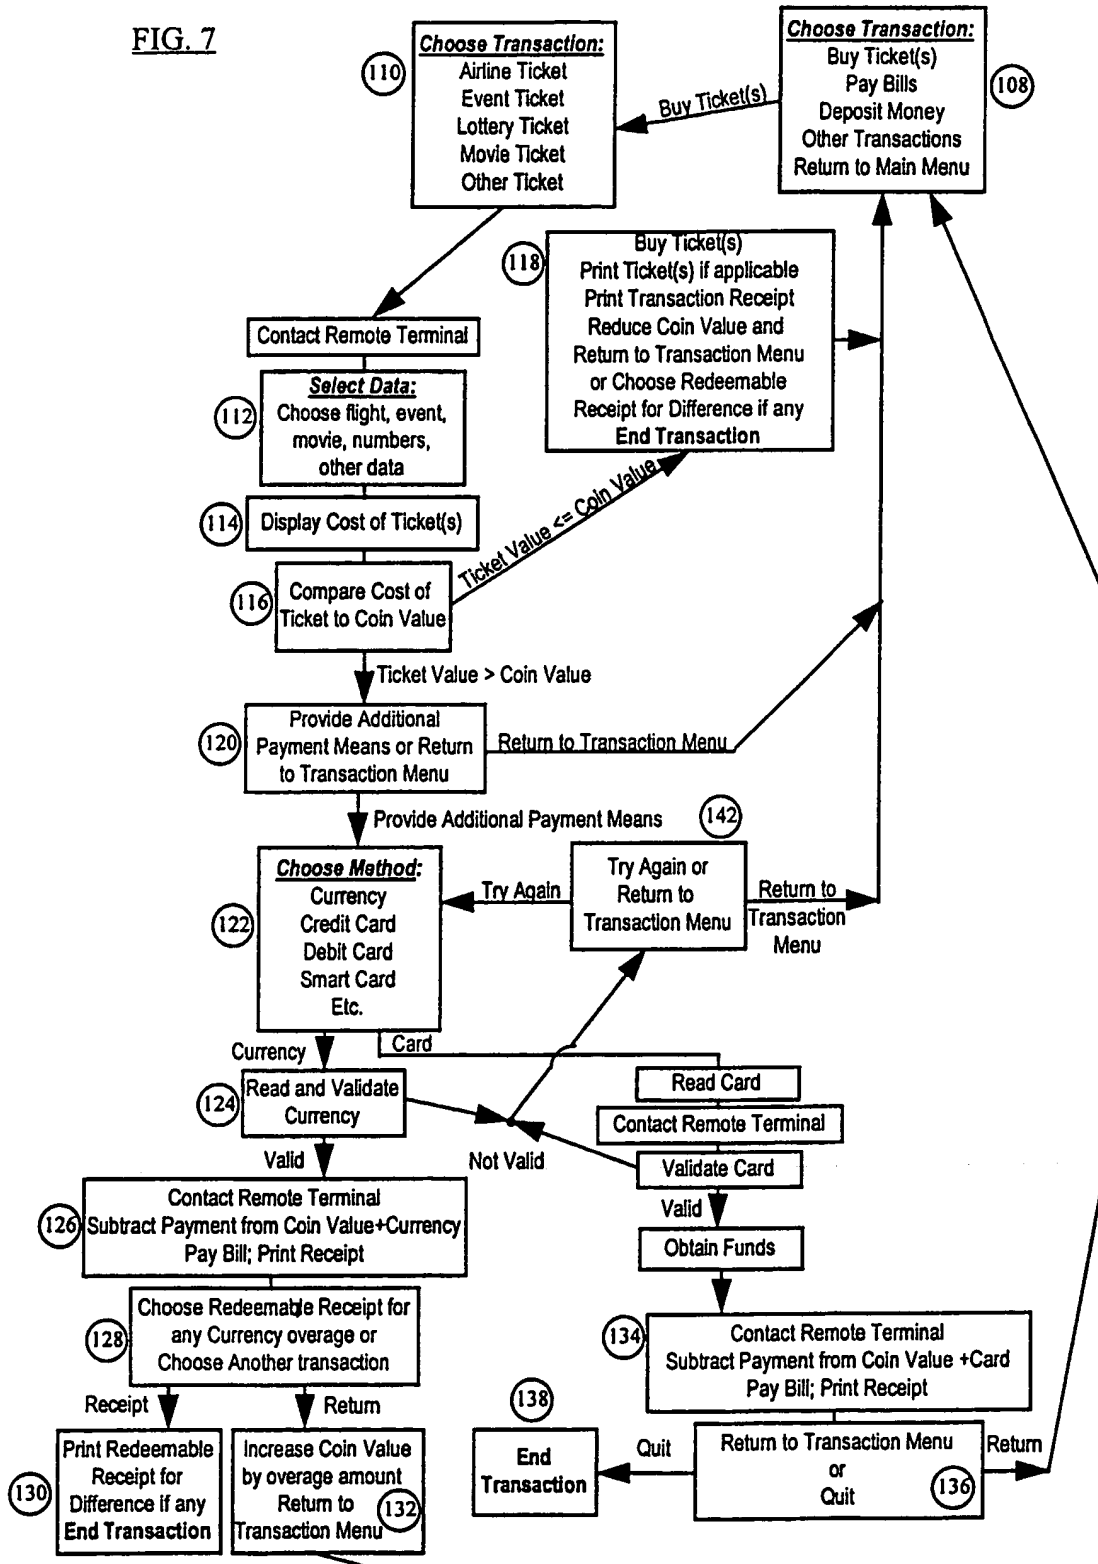 FIG. 7
110
Choose Transaction:
Airline Ticket
Event Ticket
Lottery Ticket
Movie Ticket
Other Ticket
Buy Ticket(s)
Choose Transaction:
Buy Ticket(s)
Pay Bills
Deposit Money
Other Transactions
Return to Main Menu
108
118
Buy Ticket(s)
Print Ticket(s) if applicable
Print Transaction Receipt
Reduce Coin Value and
Return to Transaction Menu
or Choose Redeemable
Receipt for Difference if any
End Transaction
Contact Remote Terminal
112
Select Data:
Choose flight, event,
movie, numbers,
other data
114
Display Cost of Ticket(s)
116
Compare Cost of
Ticket to Coin Value
Ticket Value <= Coin Value
Ticket Value > Coin Value
120
Provide Additional
Payment Means or Return
to Transaction Menu
Return to Transaction Menu
Provide Additional Payment Means
142
Try Again or
Return to
Transaction Menu
Try Again
Return to
Transaction
Menu
122
Choose Method:
Currency
Credit Card
Debit Card
Smart Card
Etc.
Currency
Card
124
Read and Validate
Currency
Read Card
Contact Remote Terminal
Validate Card
Valid
Not Valid
Valid
Obtain Funds
126
Contact Remote Terminal
Subtract Payment from Coin Value+Currency
Pay Bill; Print Receipt
128
Choose Redeemable Receipt for
any Currency overage or
Choose Another transaction
Receipt
Return
130
Print Redeemable
Receipt for
Difference if any
End Transaction
Increase Coin Value
by overage amount
Return to
Transaction Menu
132
134
Contact Remote Terminal
Subtract Payment from Coin Value +Card
Pay Bill; Print Receipt
138
End
Transaction
Quit
Return to Transaction Menu
or
Quit
136
Return